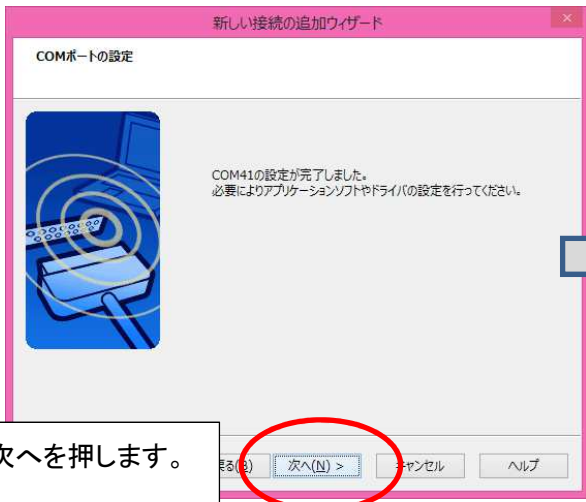 新しい接続の追加ウィザード
COMポートの設定
COM41の設定が完了しました。
必要によりアプリケーションソフトやドライバの設定を行ってください。
次へを押します。
戻る(B)
次へ(N) >
キャンセル
ヘルプ